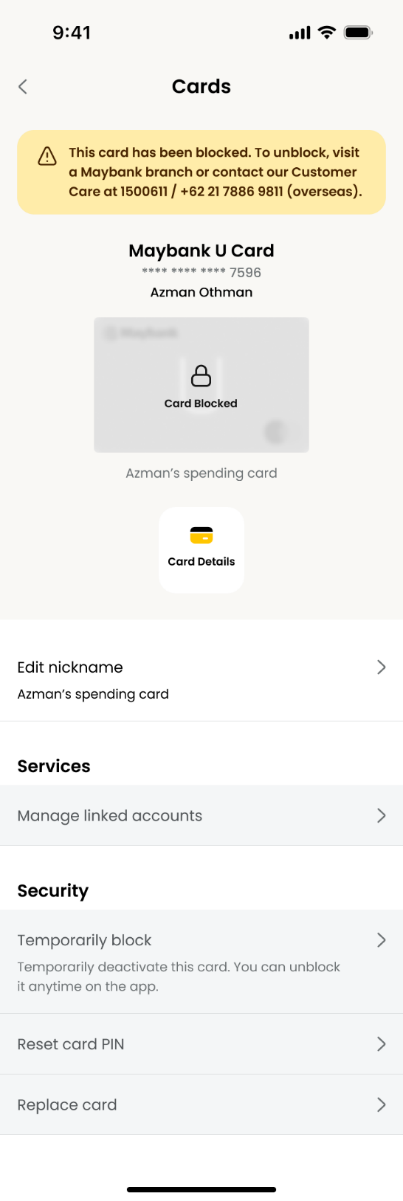 9:41
Cards
This card has been blocked. To unblock, visit
a Maybank branch or contact our Customer
Care at 1500611 / +62 21 7886 9811 (overseas).
Maybank U Card
**** **** **** 7596
Azman Othman
Maybank
Card Blocked
Azman's spending card
Card Details
Edit nickname
Azman's spending card
Services
Manage linked accounts
Security
Temporarily block
Temporarily deactivate this card. You can unblock
it anytime on the app.
Reset card PIN
Replace card